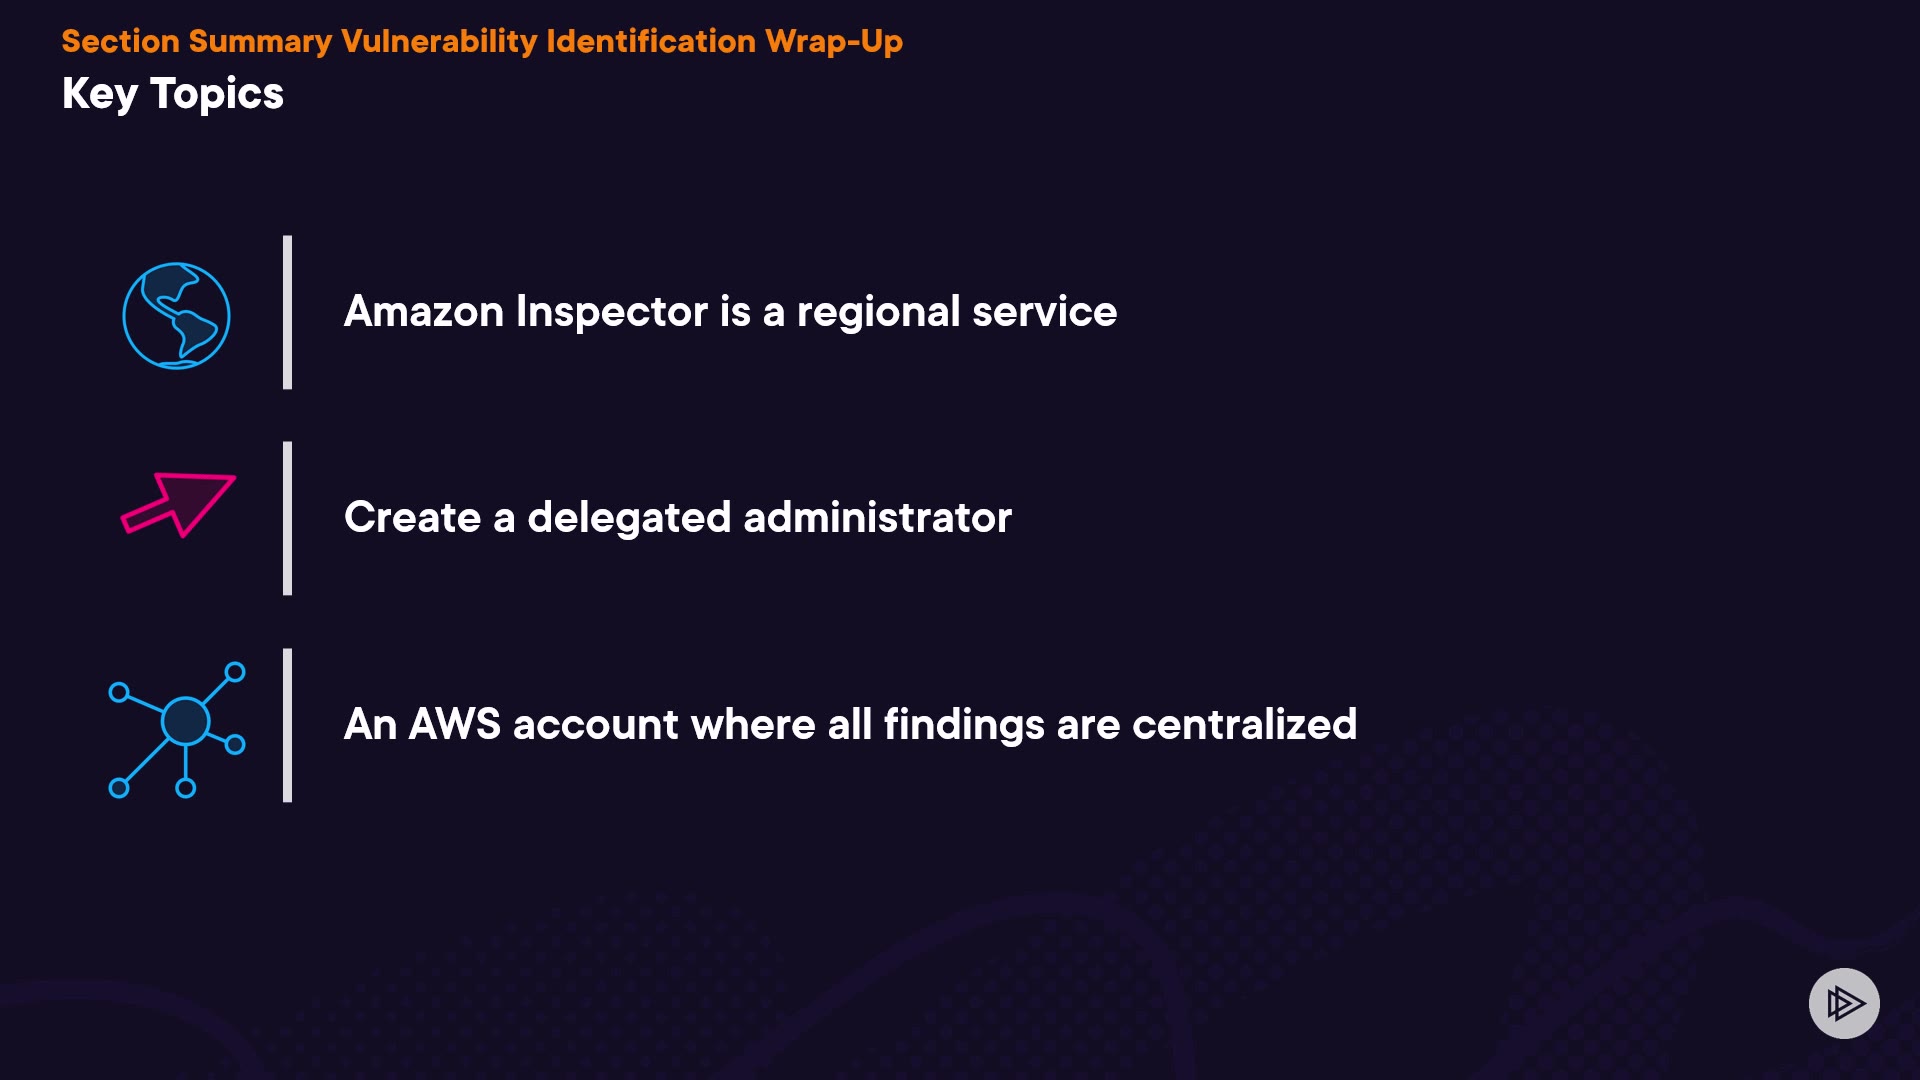 Section Summary Vulnerability Identification Wrap-Up
Key Topics
Amazon Inspector is a regional service
Create a delegated administrator
An AWS account where all findings are centralized